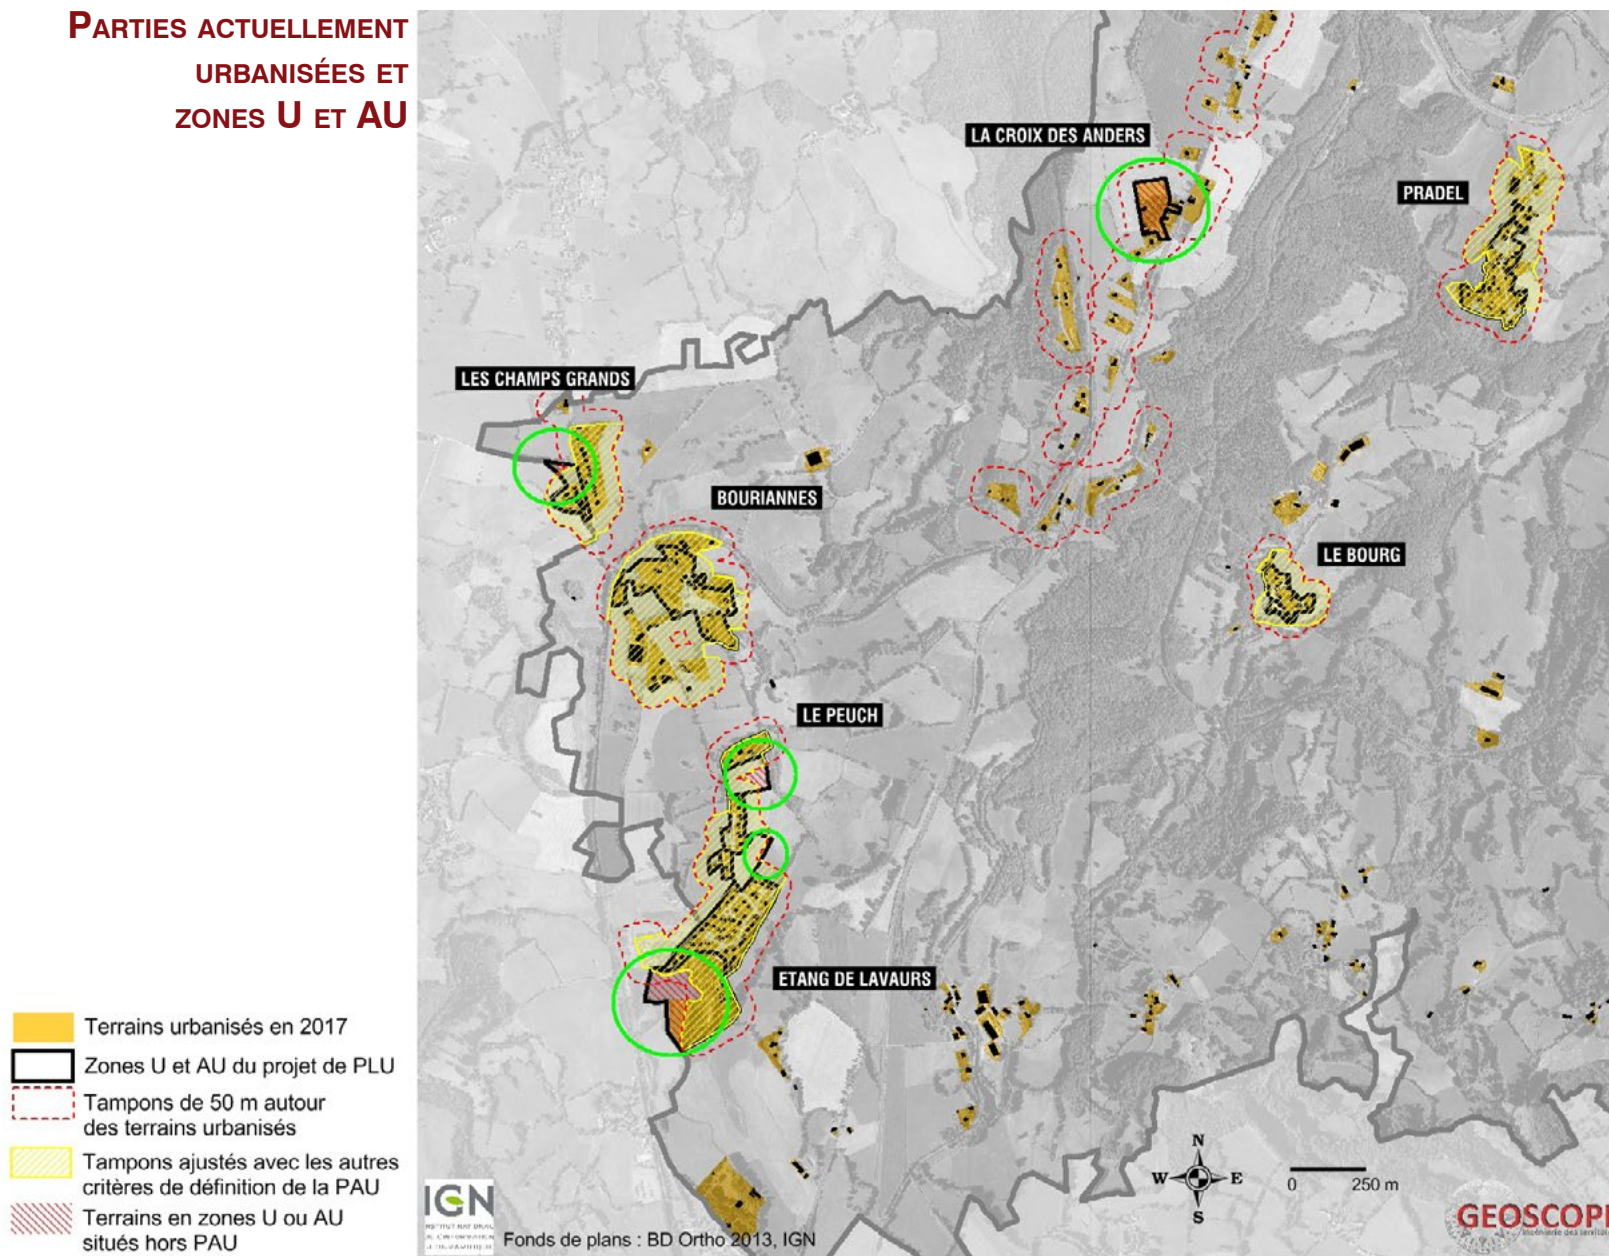 PARTIES ACTUELLEMENT
URBANISÉES ET
ZONES U ET AU
LA CROIX DES ANDERS
PRADEL
LES CHAMPS GRANDS
BOURIANNES
LE BOURG
LE PEUCH
ETANG DE LAVAURS
Terrains urbanisés en 2017
Zones U et AU du projet de PLU
Tampons de 50 m autour
des terrains urbanisés
Tampons ajustés avec les autres
critères de définition de la PAU
Terrains en zones U ou AU
situés hors PAU
IGN
Fonds de plans : BD Ortho 2013, IGN
N
W E
S
0 250 m
GEOSCOPE